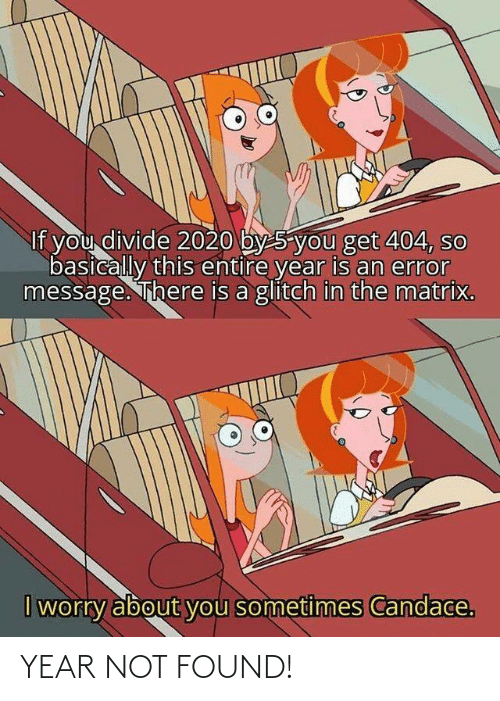 If you divide 2020 by 5 you get 404, so
basically this entire year is an error
message. There is a glitch in the matrix.
I worry about you sometimes Candace.
YEAR NOT FOUND!